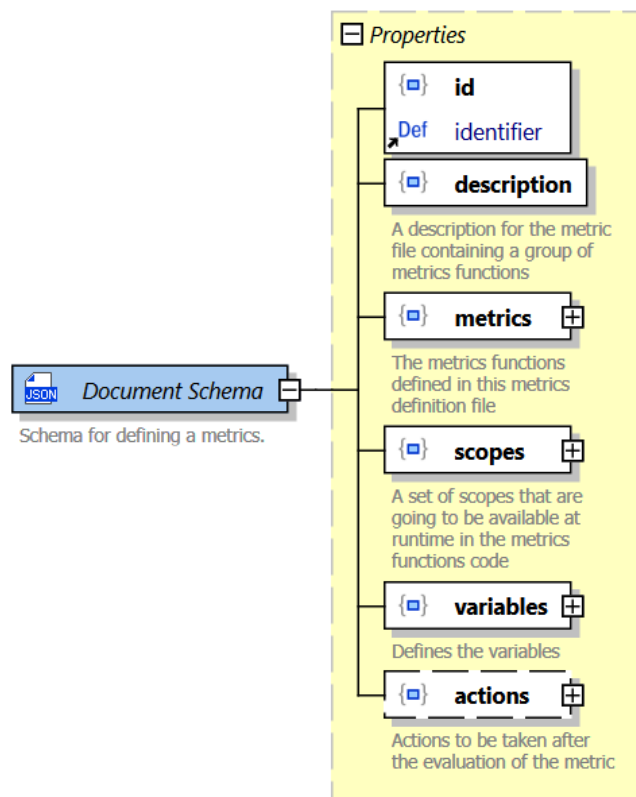 Properties
id
Def identifier
description
A description for the metric
file containing a group of
metrics functions
metrics
The metrics functions
defined in this metrics
definition file
JSON Document Schema
Schema for defining a metrics.
scopes
A set of scopes that are
going to be available at
runtime in the metrics
functions code
variables
Defines the variables
actions
Actions to be taken after
the evaluation of the metric